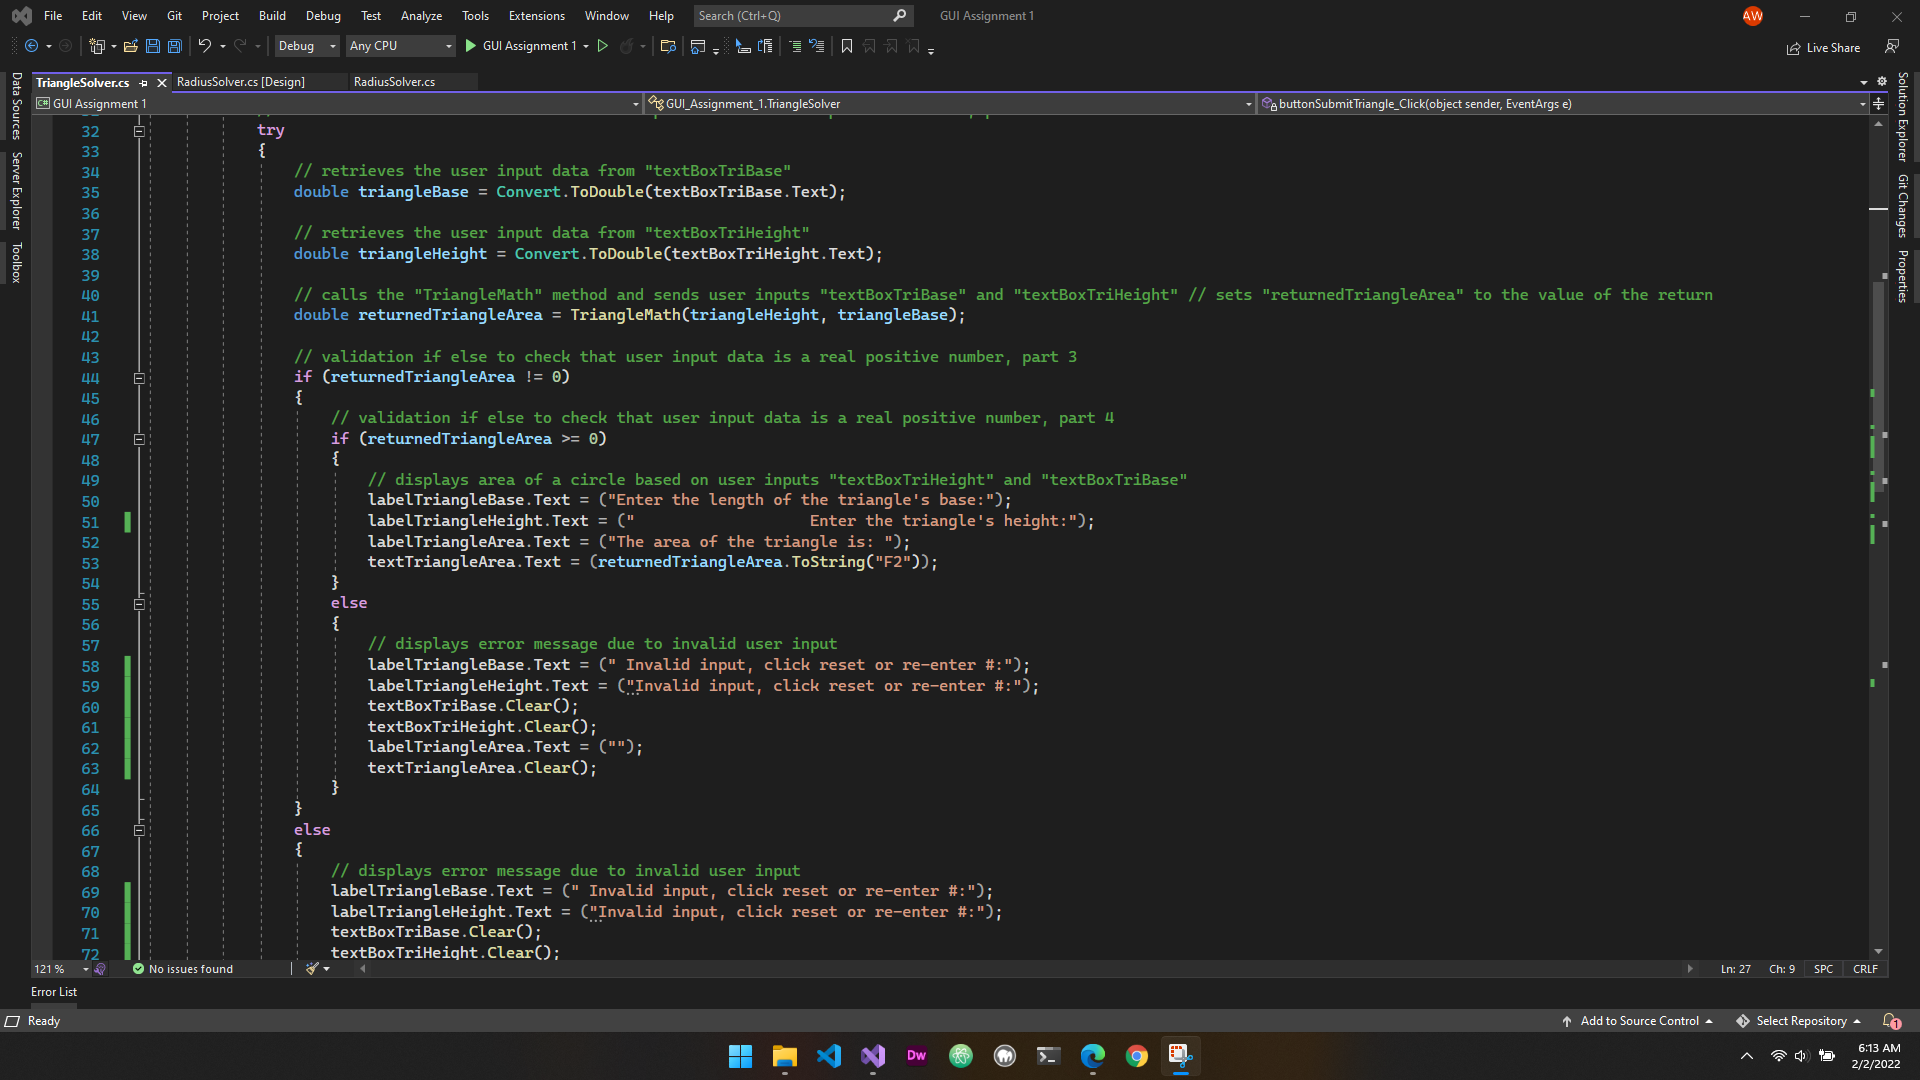 File Edit View Git Project Build Debug Test Analyze Tools Extensions Window Help Search (Ctrl+Q) GUI Assignment 1 AW
Debug Any CPU GUI Assignment 1 Live Share
TriangleSolver.cs RadiusSolver.cs [Design] RadiusSolver.cs
C# GUI Assignment 1 GUI_Assignment_1.TriangleSolver buttonSubmitTriangle_Click(object sender, EventArgs e)
Data Sources
Server Explorer
Toolbox
Solution Explorer
Git Changes
Properties
32 try
33 {
34 // retrieves the user input data from "textBoxTriBase"
35 double triangleBase = Convert.ToDouble(textBoxTriBase.Text);
36
37 // retrieves the user input data from "textBoxTriHeight"
38 double triangleHeight = Convert.ToDouble(textBoxTriHeight.Text);
39
40 // calls the "TriangleMath" method and sends user inputs "textBoxTriBase" and "textBoxTriHeight" // sets "returnedTriangleArea" to the value of the return
41 double returnedTriangleArea = TriangleMath(triangleHeight, triangleBase);
42
43 // validation if else to check that user input data is a real positive number, part 3
44 if (returnedTriangleArea != 0)
45 {
46 // validation if else to check that user input data is a real positive number, part 4
47 if (returnedTriangleArea >= 0)
48 {
49 // displays area of a circle based on user inputs "textBoxTriHeight" and "textBoxTriBase"
50 labelTriangleBase.Text = ("Enter the length of the triangle's base:");
51 labelTriangleHeight.Text = ("                   Enter the triangle's height:");
52 labelTriangleArea.Text = ("The area of the triangle is: ");
53 textTriangleArea.Text = (returnedTriangleArea.ToString("F2"));
54 }
55 else
56 {
57 // displays error message due to invalid user input
58 labelTriangleBase.Text = (" Invalid input, click reset or re-enter #:");
59 labelTriangleHeight.Text = ("Invalid input, click reset or re-enter #:");
60 textBoxTriBase.Clear();
61 textBoxTriHeight.Clear();
62 labelTriangleArea.Text = ("");
63 textTriangleArea.Clear();
64 }
65 }
66 else
67 {
68 // displays error message due to invalid user input
69 labelTriangleBase.Text = (" Invalid input, click reset or re-enter #:");
70 labelTriangleHeight.Text = ("Invalid input, click reset or re-enter #:");
71 textBoxTriBase.Clear();
72 textBoxTriHeight.Clear();
121 % No issues found Ln: 27 Ch: 9 SPC CRLF
Error List
Ready Add to Source Control Select Repository 1
Dw
6:13 AM
2/2/2022